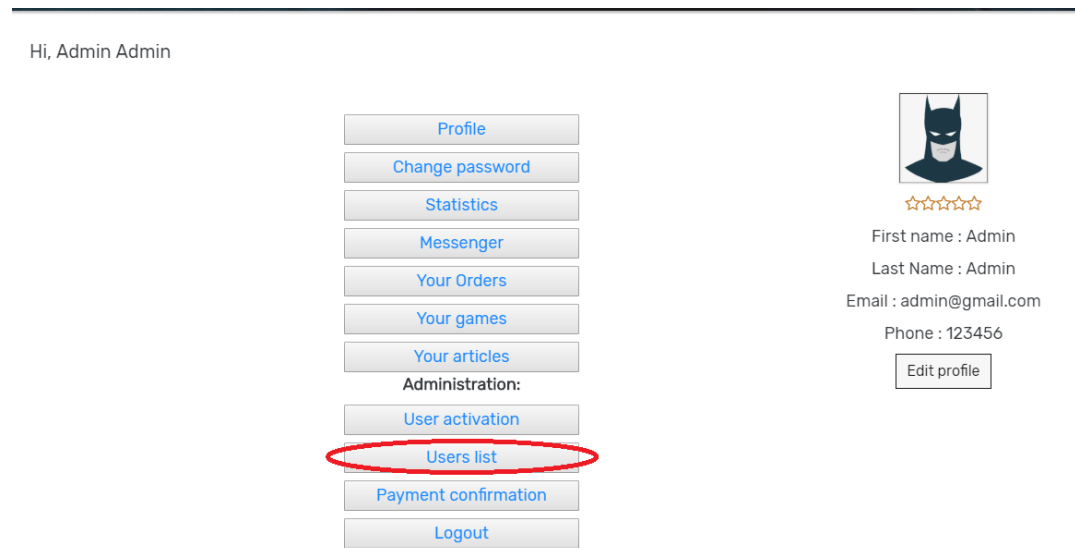 Hi, Admin Admin
Profile
Change password
Statistics
Messenger
Your Orders
Your games
Your articles
Administration:
User activation
Users list
Payment confirmation
Logout
First name : Admin
Last Name : Admin
Email : admin@gmail.com
Phone : 123456
Edit profile